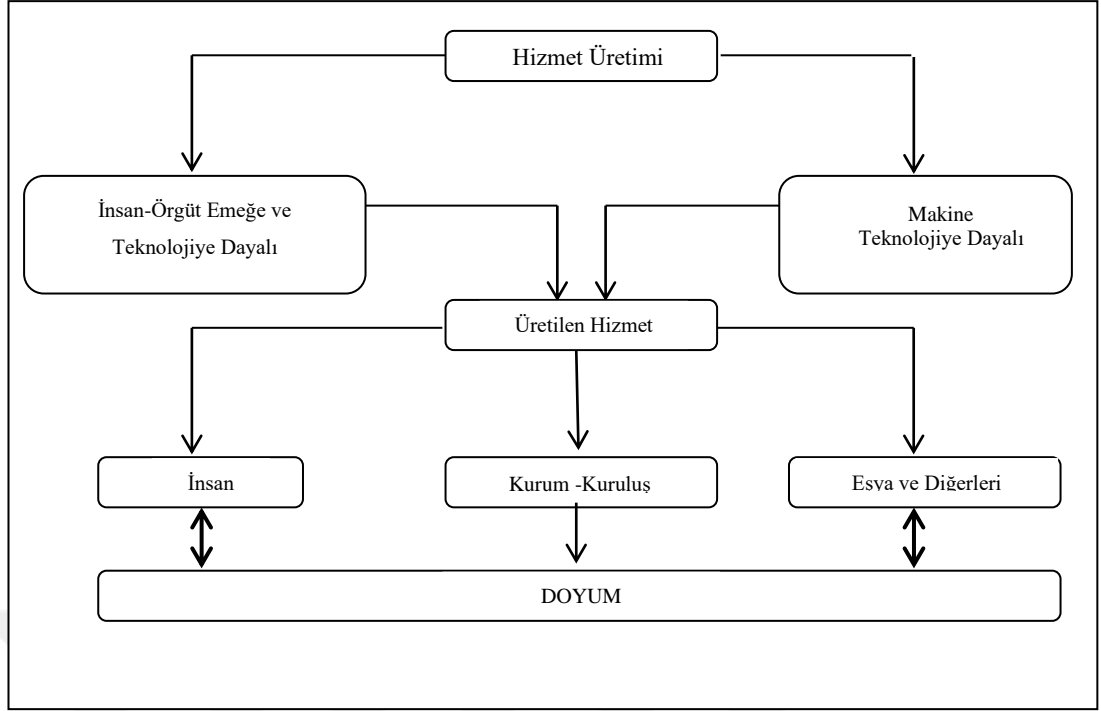 Hizmet Üretimi
İnsan-Örgüt Emeğe ve
Teknolojiye Dayalı
Makine
Teknolojiye Dayalı
Üretilen Hizmet
İnsan
Kurum -Kuruluş
Eşya ve Diğerleri
DOYUM